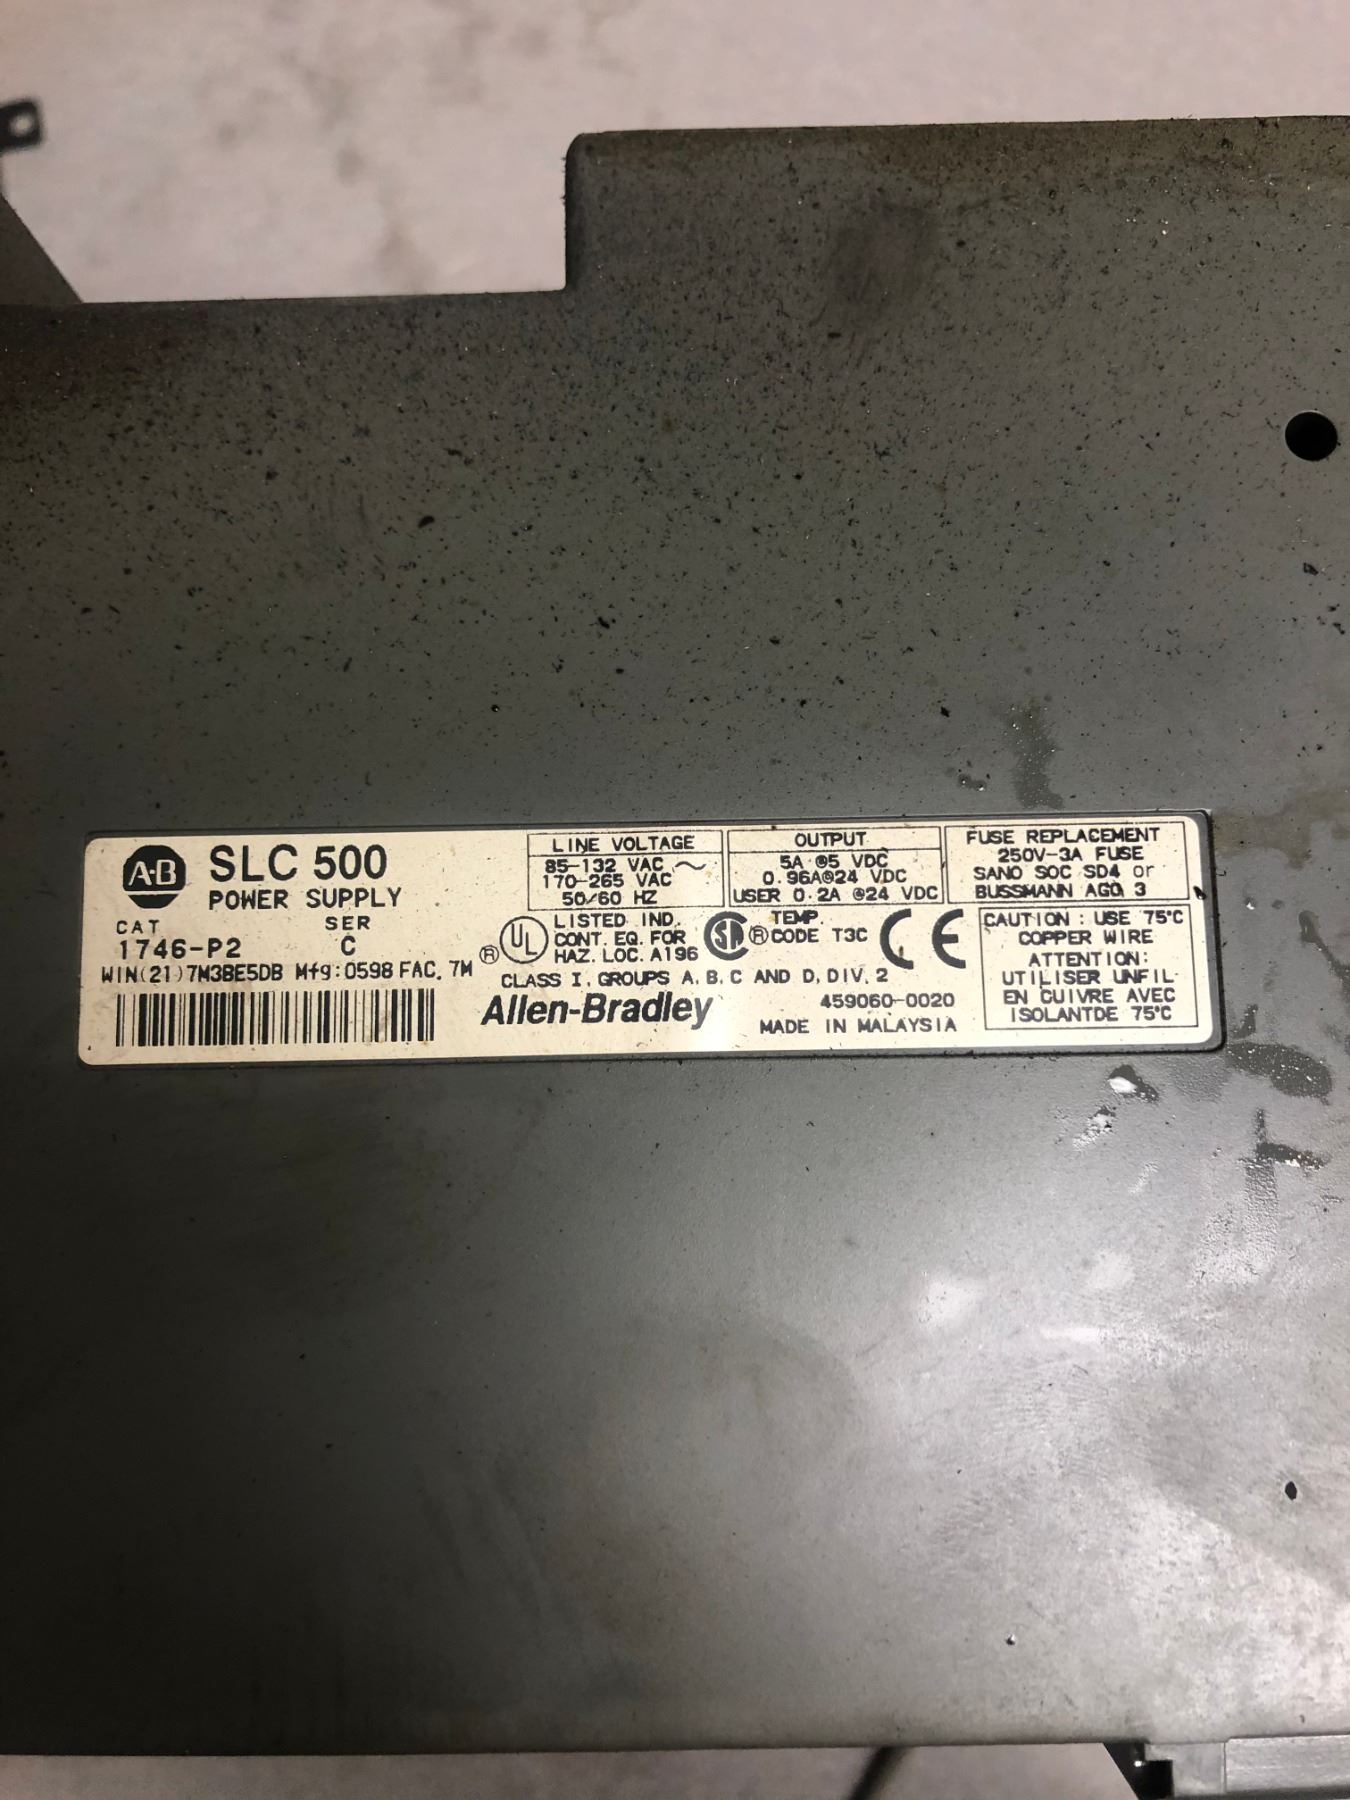 A-B SLC 500
POWER SUPPLY
CAT SER
1746-P2 C
WIN(21)7M3BE5DB Mfg:0598 FAC. 7M
LINE VOLTAGE
85-132 VAC ~
170-265 VAC
50/60 HZ
OUTPUT
5A @5 VDC
0.96A@24 VDC
USER 0.2A @24 VDC
FUSE REPLACEMENT
250V-3A FUSE
SANO SOC SD4 or
BUSSMANN AGQ 3
® UL LISTED IND.
CONT. EQ. FOR
HAZ. LOC. A196
SA ® TEMP.
CODE T3C CE
CLASS I, GROUPS A, B, C AND D, DIV. 2
Allen-Bradley
459060-0020
MADE IN MALAYSIA
CAUTION : USE 75°C
COPPER WIRE
ATTENTION:
UTILISER UNFIL
EN CUIVRE AVEC
ISOLANTDE 75°C